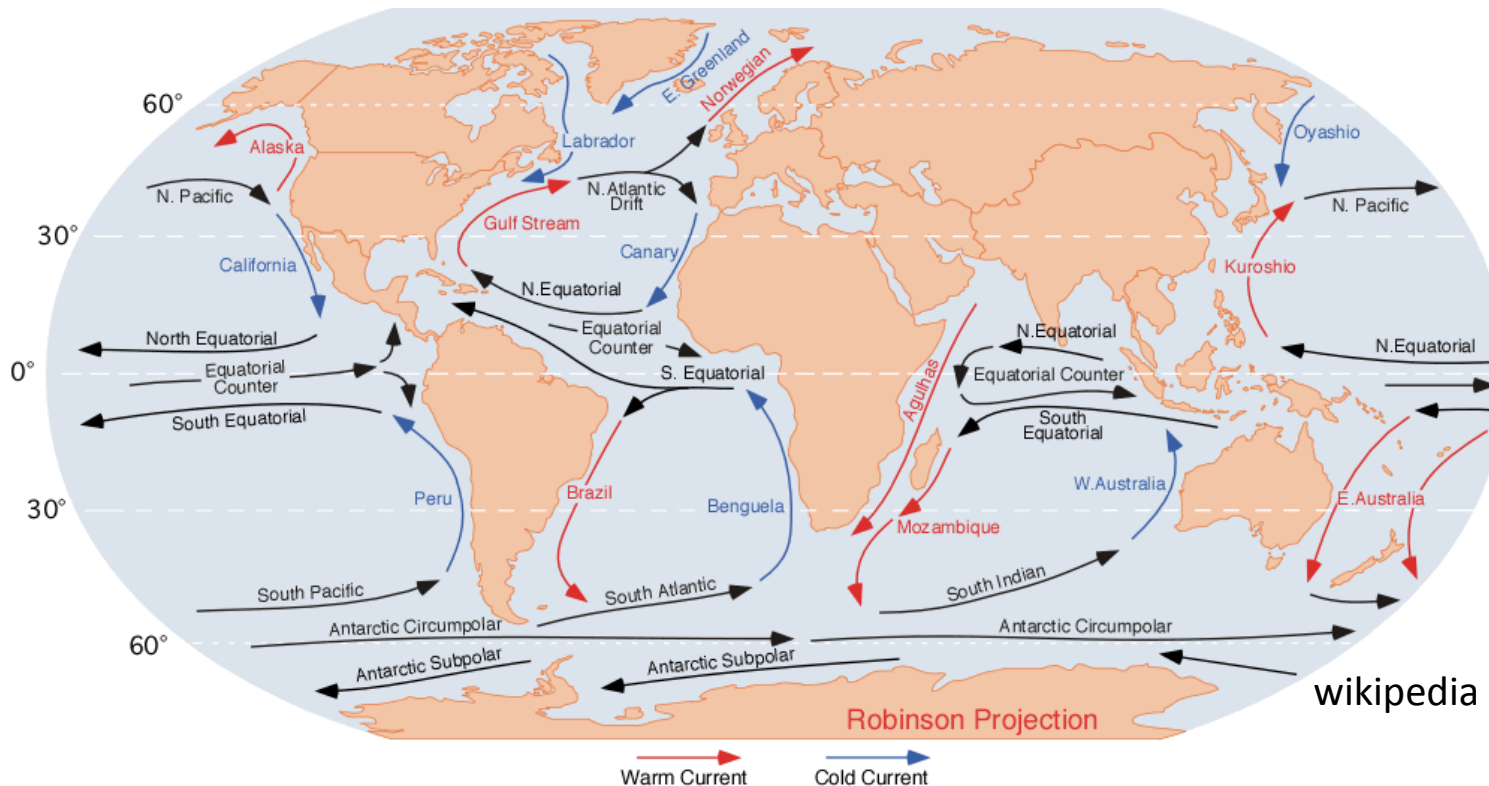 E. Greenland
Norwegian
60°
Oyashio
Labrador
Alaska
N. Pacific
N.Atlantic
Drift
N. Pacific
Gulf Stream
30°
Canary
California
Kuroshio
N.Equatorial
North Equatorial
Equatorial
Counter
N.Equatorial
N.Equatorial
0°
Equatorial
Counter
S. Equatorial
Equatorial Counter
Agulhas
South Equatorial
South
Equatorial
Peru
Brazil
Benguela
W.Australia
E.Australia
30°
Mozambique
South Pacific
South Atlantic
South Indian
Antarctic Circumpolar
Antarctic Circumpolar
60°
Antarctic Subpolar
Antarctic Subpolar
wikipedia
Robinson Projection
Warm Current
Cold Current